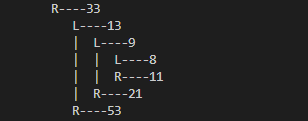 R----33
   L----13
   |  L----9
   |  |  L----8
   |  |  R----11
   |  R----21
   R----53